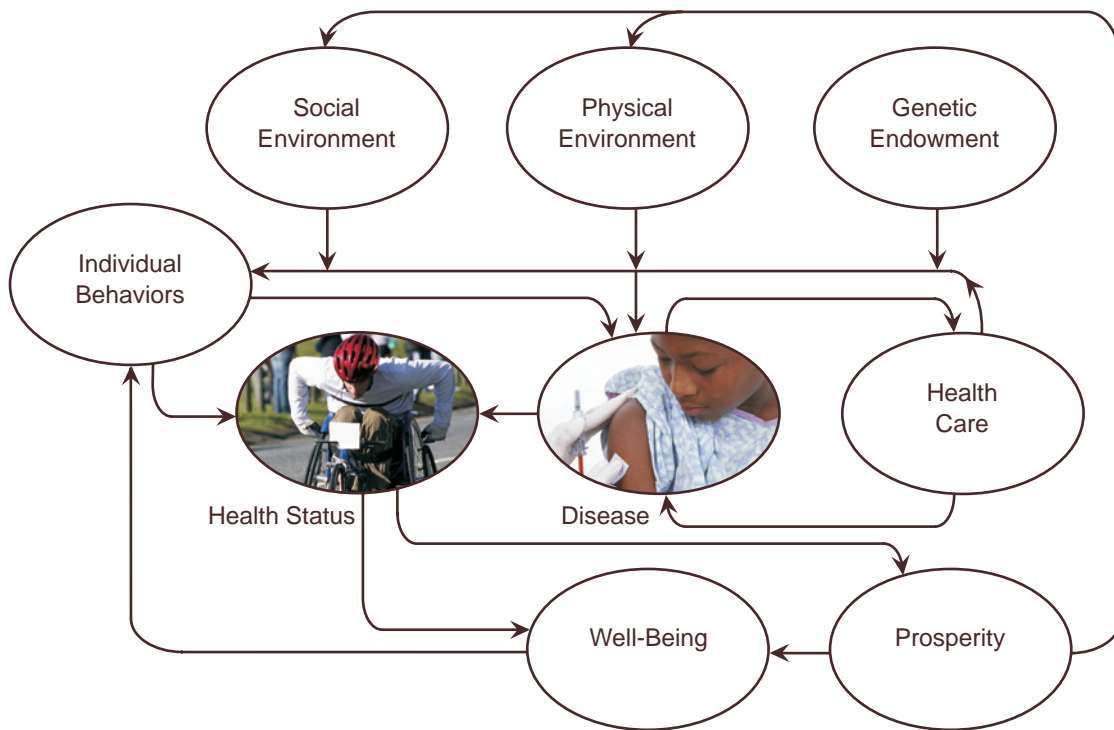 Social
Environment
Physical
Environment
Genetic
Endowment
Individual
Behaviors
Health
Care
Health Status
Disease
Well-Being
Prosperity